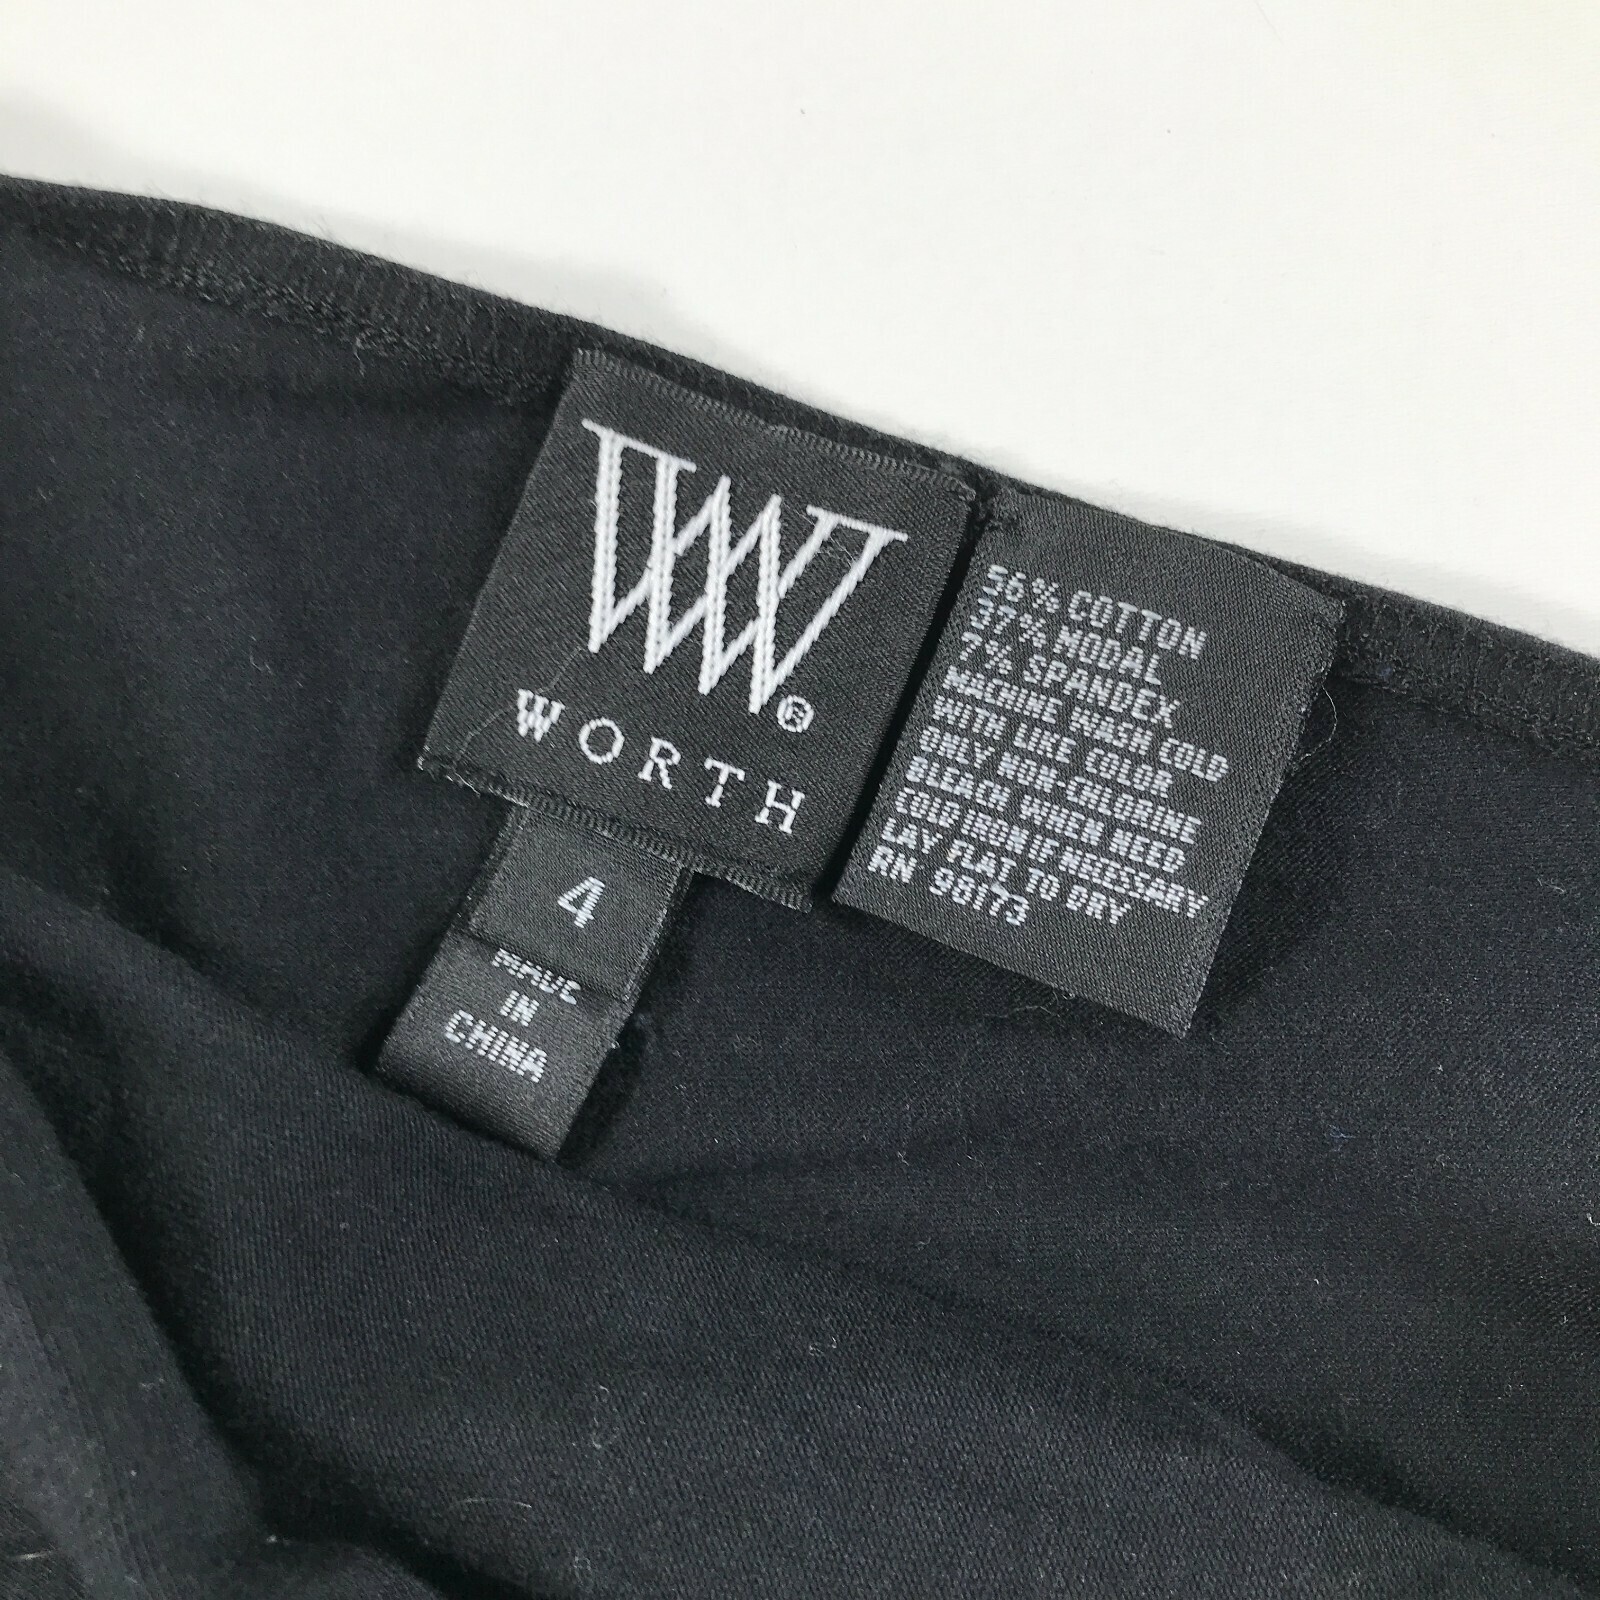 W®
WORTH
4
MADE
IN
CHINA
56% COTTON
37% MODAL
7% SPANDEX
MACHINE WASH COLD
WITH LIKE COLOR
ONLY NON-CHLORINE
BLEACH WHEN NEED
COLD IRON IF NECESSARY
LAY FLAT TO DRY
RN 98173